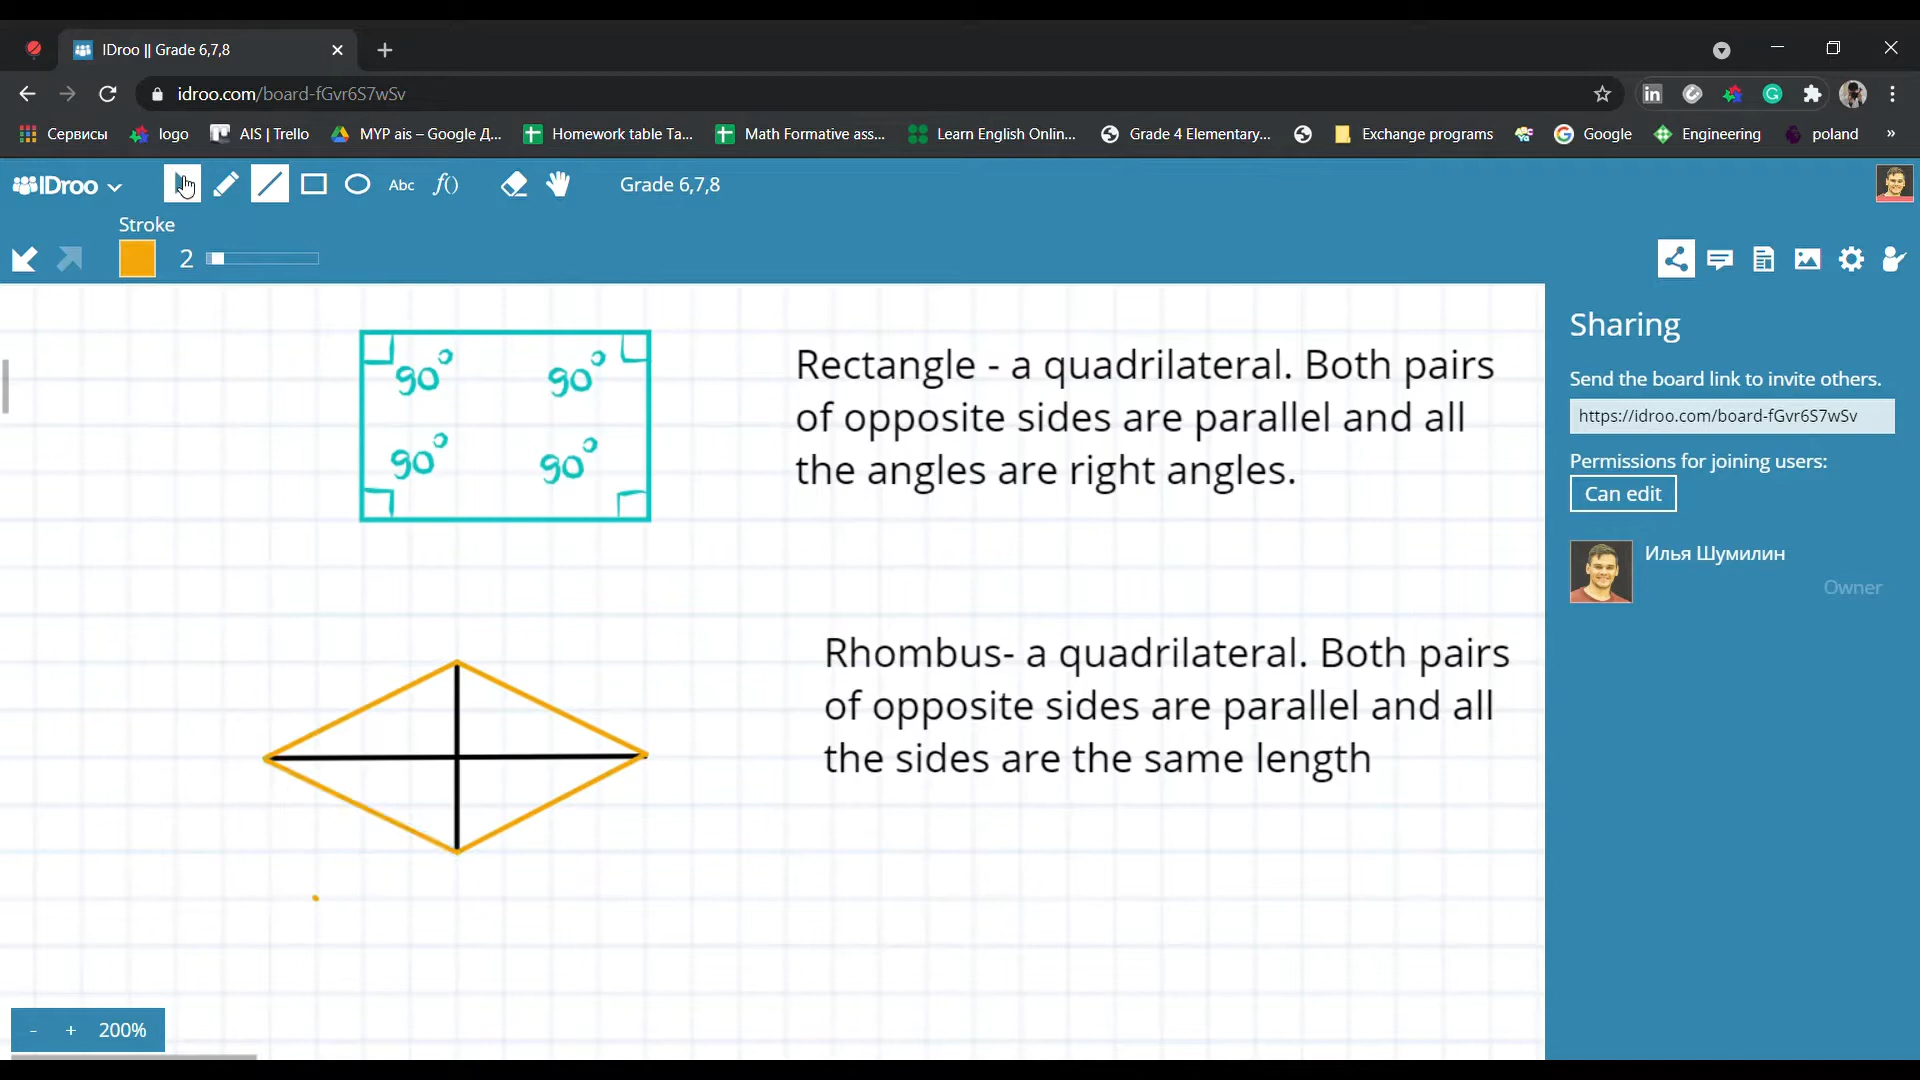 IDroo || Grade 6,7,8
idroo.com/board-fGvr6S7wSv
Сервисы
logo
AIS | Trello
MYP ais – Google Д...
Homework table Ta...
Math Formative ass...
Learn English Onlin...
Grade 4 Elementary...
Exchange programs
Google
Engineering
poland
»
IDroo
Abc
f()
Grade 6,7,8
Stroke
2
Sharing
Send the board link to invite others.
https://idroo.com/board-fGvr6S7wSv
Permissions for joining users:
Can edit
Илья Шумилин
Owner
90°
90°
90°
90°
Rectangle - a quadrilateral. Both pairs
of opposite sides are parallel and all
the angles are right angles.
Rhombus- a quadrilateral. Both pairs
of opposite sides are parallel and all
the sides are the same length
- + 200%